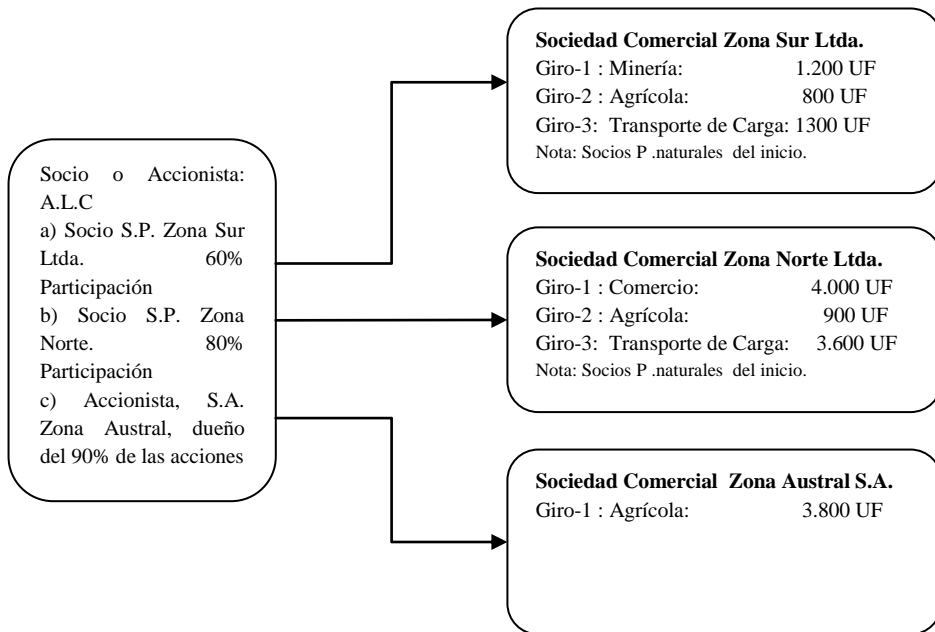 Socio o Accionista:
A.L.C
a) Socio S.P. Zona Sur
Ltda. 60%
Participación
b) Socio S.P. Zona
Norte. 80%
Participación
c) Accionista, S.A.
Zona Austral, dueño
del 90% de las acciones
Sociedad Comercial Zona Sur Ltda.
Giro-1 : Minería: 1.200 UF
Giro-2 : Agrícola: 800 UF
Giro-3: Transporte de Carga: 1300 UF
Nota: Socios P .naturales del inicio.
Sociedad Comercial Zona Norte Ltda.
Giro-1 : Comercio: 4.000 UF
Giro-2 : Agrícola: 900 UF
Giro-3: Transporte de Carga: 3.600 UF
Nota: Socios P .naturales del inicio.
Sociedad Comercial Zona Austral S.A.
Giro-1 : Agrícola: 3.800 UF